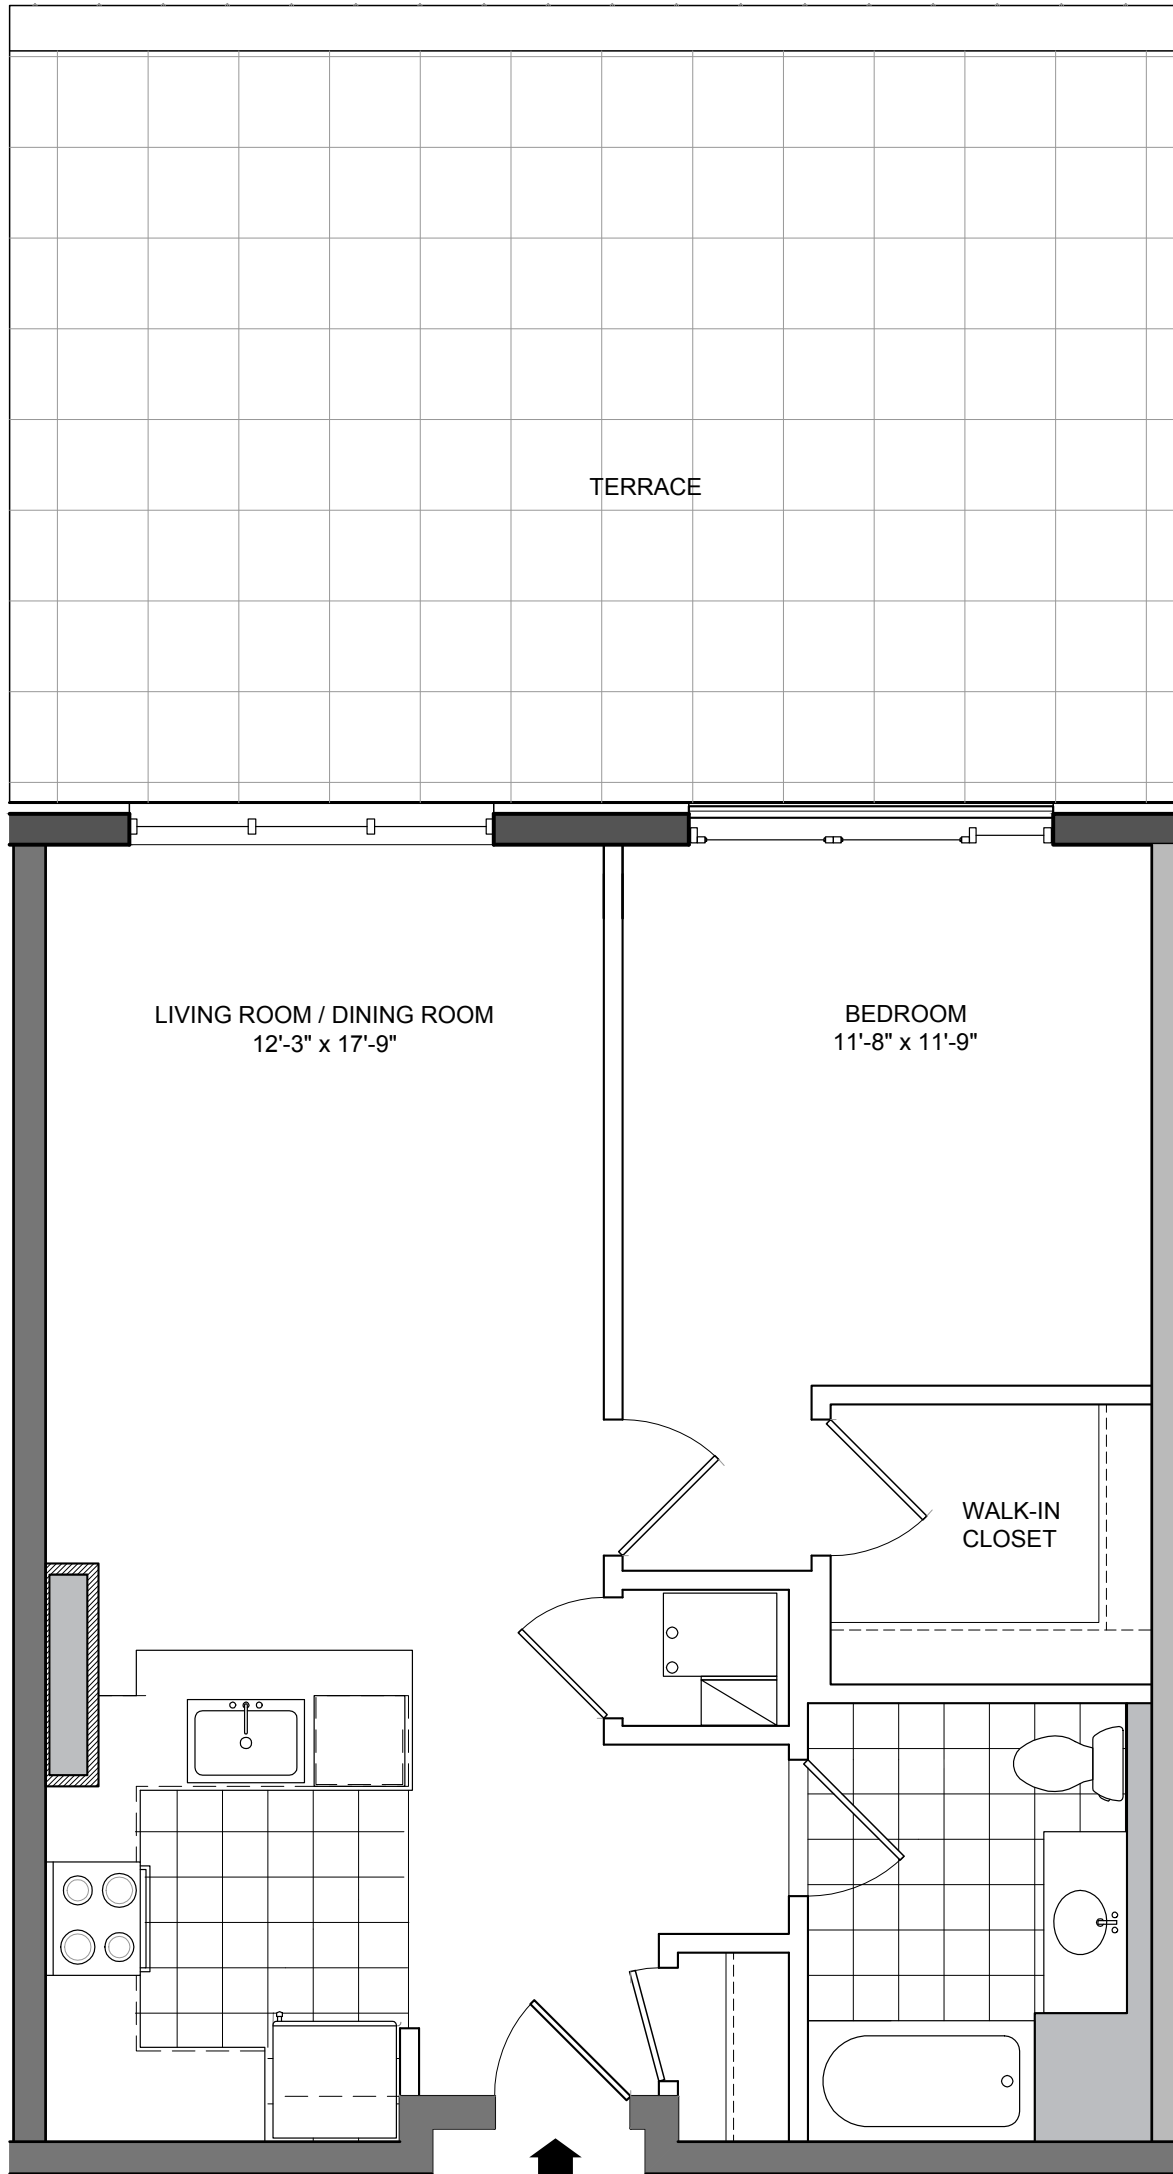 TERRACE
LIVING ROOM / DINING ROOM
12'-3" x 17'-9"
BEDROOM
11'-8" x 11'-9"
WALK-IN
CLOSET